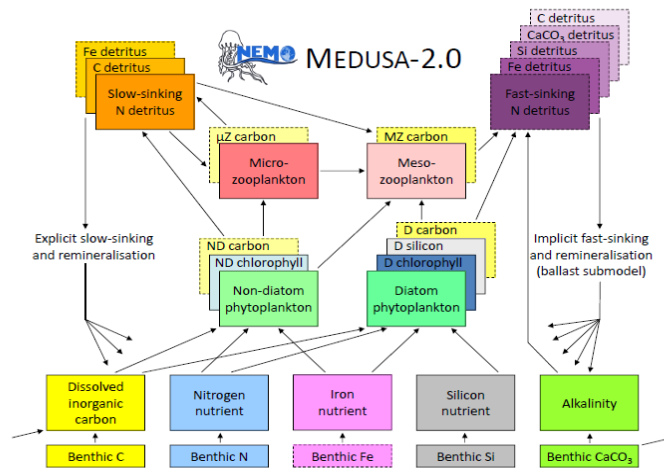 NEMO
MEDUSA-2.0
Fe detritus
C detritus
Slow-sinking
N detritus
C detritus
CaCO₃ detritus
Si detritus
Fe detritus
Fast-sinking
N detritus
µZ carbon
Micro-
zooplankton
MZ carbon
Meso-
zooplankton
Explicit slow-sinking
and remineralisation
ND carbon
ND chlorophyll
Non-diatom
phytoplankton
D carbon
D silicon
D chlorophyll
Diatom
phytoplankton
Implicit fast-sinking
and remineralisation
(ballast submodel)
Dissolved
inorganic
carbon
Nitrogen
nutrient
Iron
nutrient
Silicon
nutrient
Alkalinity
Benthic C
Benthic N
Benthic Fe
Benthic Si
Benthic CaCO₃